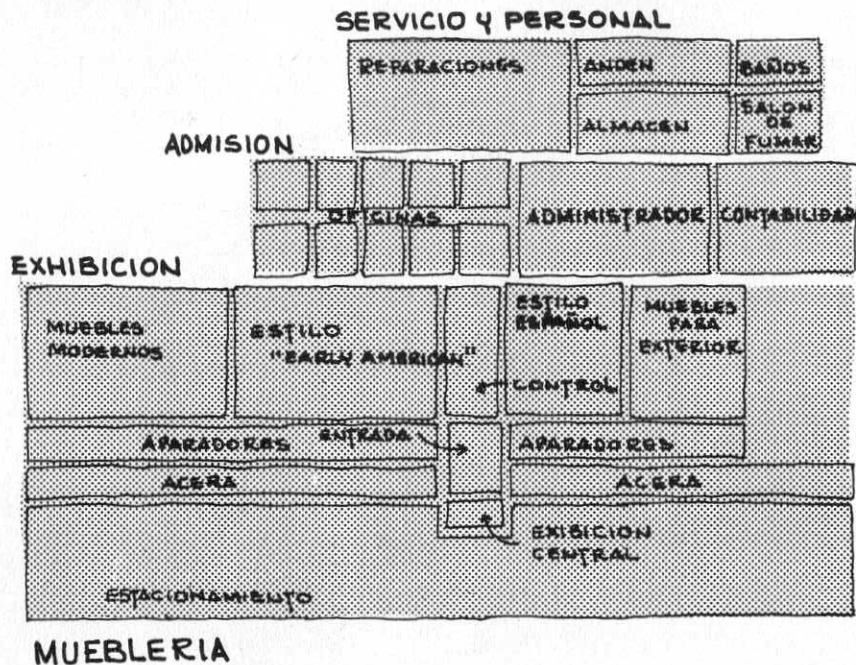 SERVICIO Y PERSONAL
REPARACIONES
ANDEN
BAÑOS
ALMACEN
SALON
DE
FUMAR
ADMISION
OFICINAS
ADMINISTRADOR
CONTABILIDAD
EXHIBICION
MUEBLES
MODERNOS
ESTILO
"EARLY AMERICAN"
CONTROL
ESTILO
ESPAÑOL
MUEBLES
PARA
EXTERIOR
APARADORES
ENTRADA
APARADORES
ACERA
ACERA
EXIBICION
CENTRAL
ESTACIONAMIENTO
MUEBLERIA